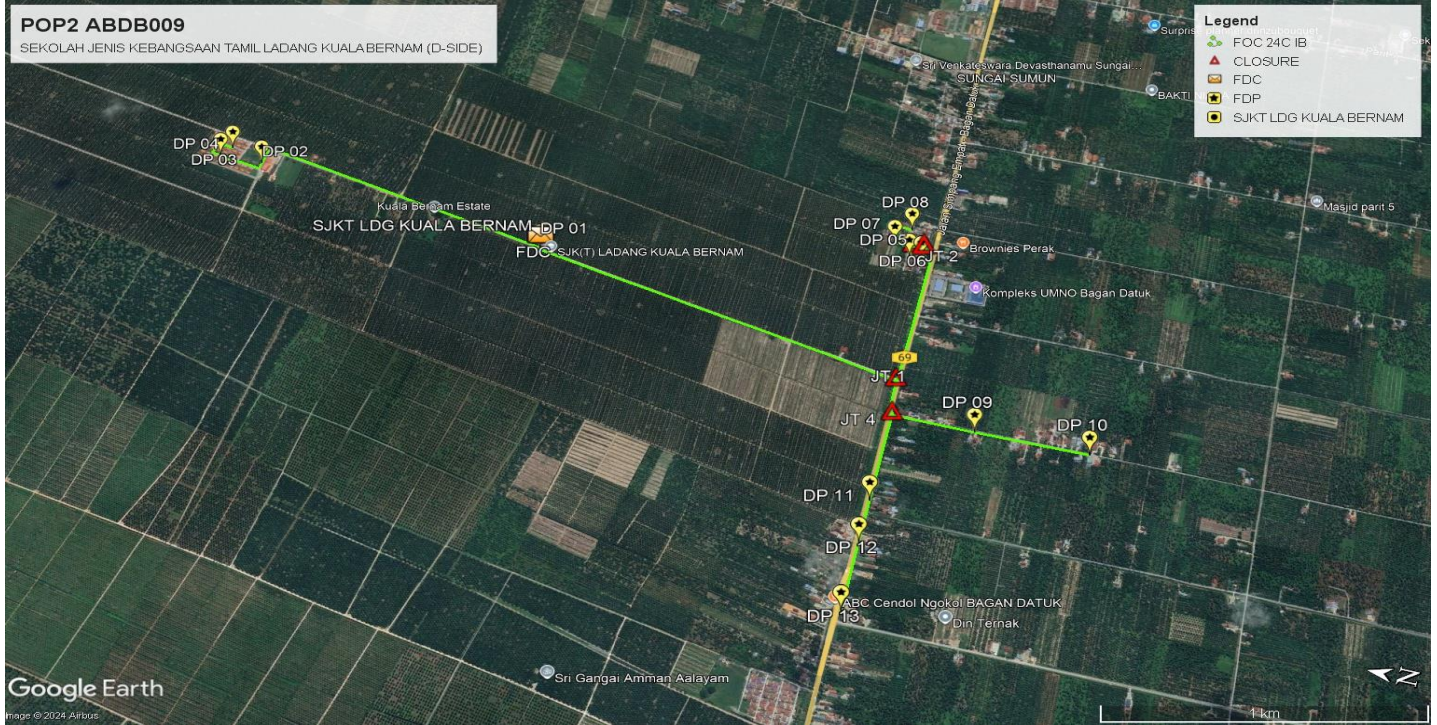 POP2 ABDB009
SEKOLAH JENIS KEBANGSAAN TAMIL LADANG KUALA BERNAM (D-SIDE)
Legend
FOC 24C IB
CLOSURE
FDC
FDP
SJKT LDG KUALA BERNAM
Sri Venkateswara Devasthanamu Sungai...
SUNGAI SUMUN
BAKTI
DP 04
DP 03
DP 02
Kuala Bernam Estate
SJKT LDG KUALA BERNAM
DP 01
FDC
SJK(T) LADANG KUALA BERNAM
DP 08
DP 07
DP 05
DP 06
JT 2
Jalan Simpang Empat-Bagan Datuk
Masjid parit 5
Brownies Perak
Kompleks UMNO Bagan Datuk
69
JT 1
JT 4
DP 09
DP 10
DP 11
DP 12
DP 13
ABC Cendol Ngokol BAGAN DATUK
Din Ternak
Sri Gangai Amman Aalayam
Google Earth
Image © 2024 Airbus
N
1 km